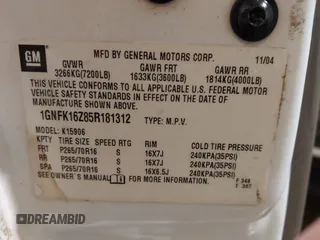 GM
MFD BY GENERAL MOTORS CORP. 11/04
GVWR GAWR FRT GAWR RR
3266KG(7200LB) 1633KG(3600LB) 1814KG(4000LB)
THIS VEHICLE CONFORMS TO ALL APPLICABLE U.S. FEDERAL MOTOR
VEHICLE SAFETY STANDARDS IN EFFECT ON THE DATE OF
MANUFACTURE SHOWN ABOVE.
1GNFK16Z85R181312 TYPE: M.P.V.
MODEL: K15906
KPTY TIRE SIZE SPEED RTG RIM COLD TIRE PRESSURE
FRT P265/70R16 S 16X7J 240KPA(35PSI)
RR P265/70R16 S 16X7J 240KPA(35PSI)
SPA P265/70R16 S 16X6.5J 240KPA(35PSI)
SEE OWNER'S MANUAL FOR MORE INFORMATION. F 348
T 357
DREAMBID